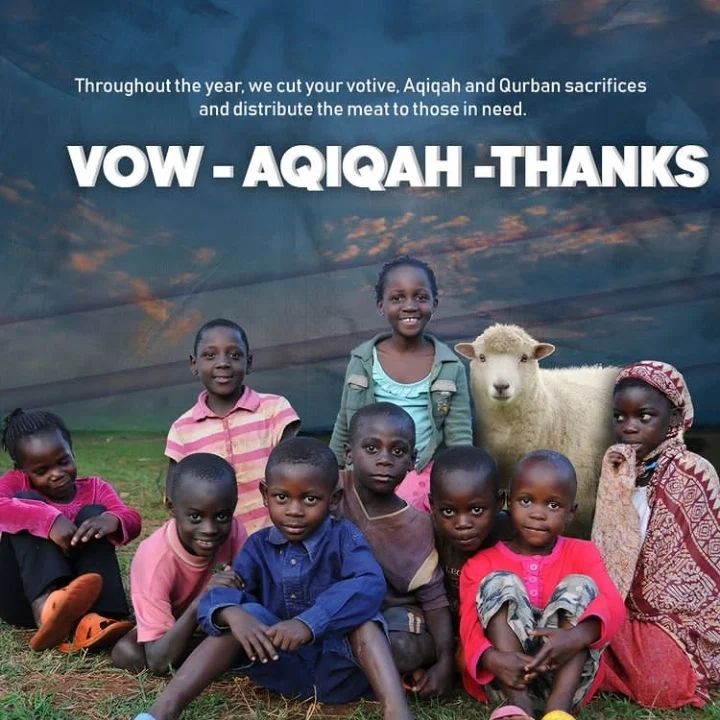 Throughout the year, we cut your votive, Aqiqah and Qurban sacrifices
and distribute the meat to those in need.
VOW - AQIQAH -THANKS